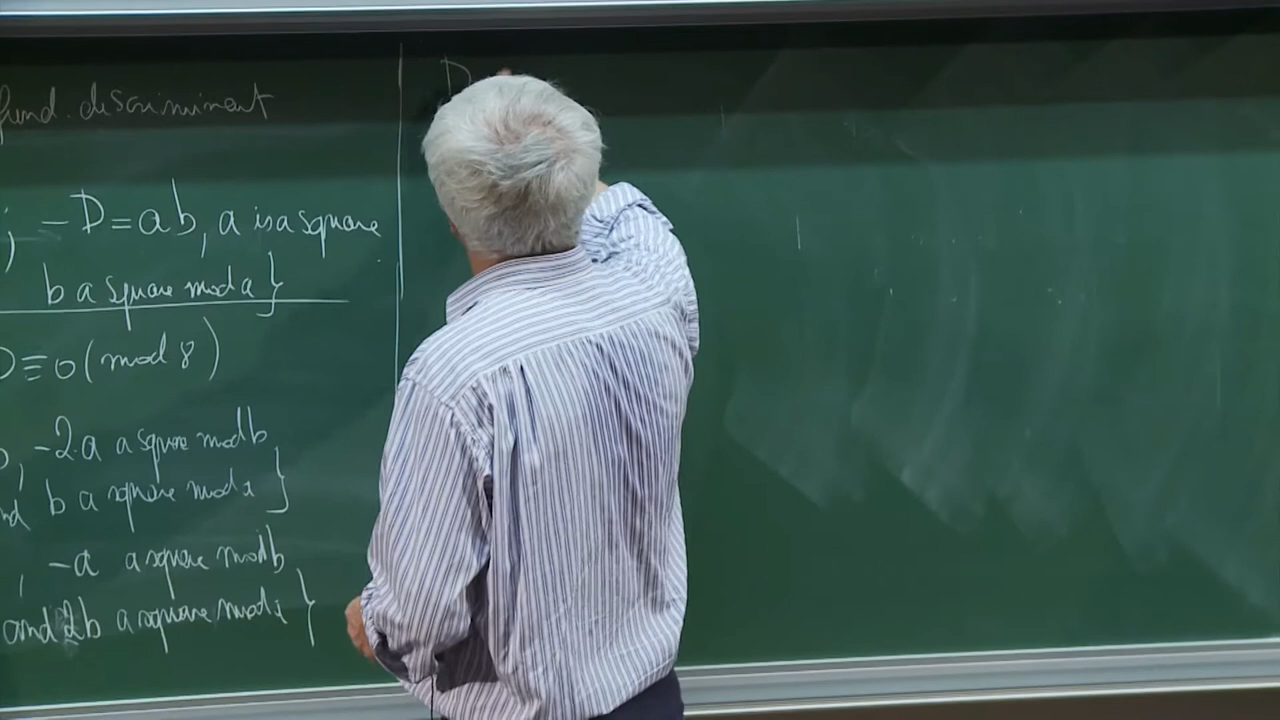 fund. discriminent
; -D = ab, a is a square
b a square mod a}
D ≡ 0 (mod 8)
, -2a a square mod b
and b a square mod a }
, -a a square mod b
and 2b a square mod a }
D